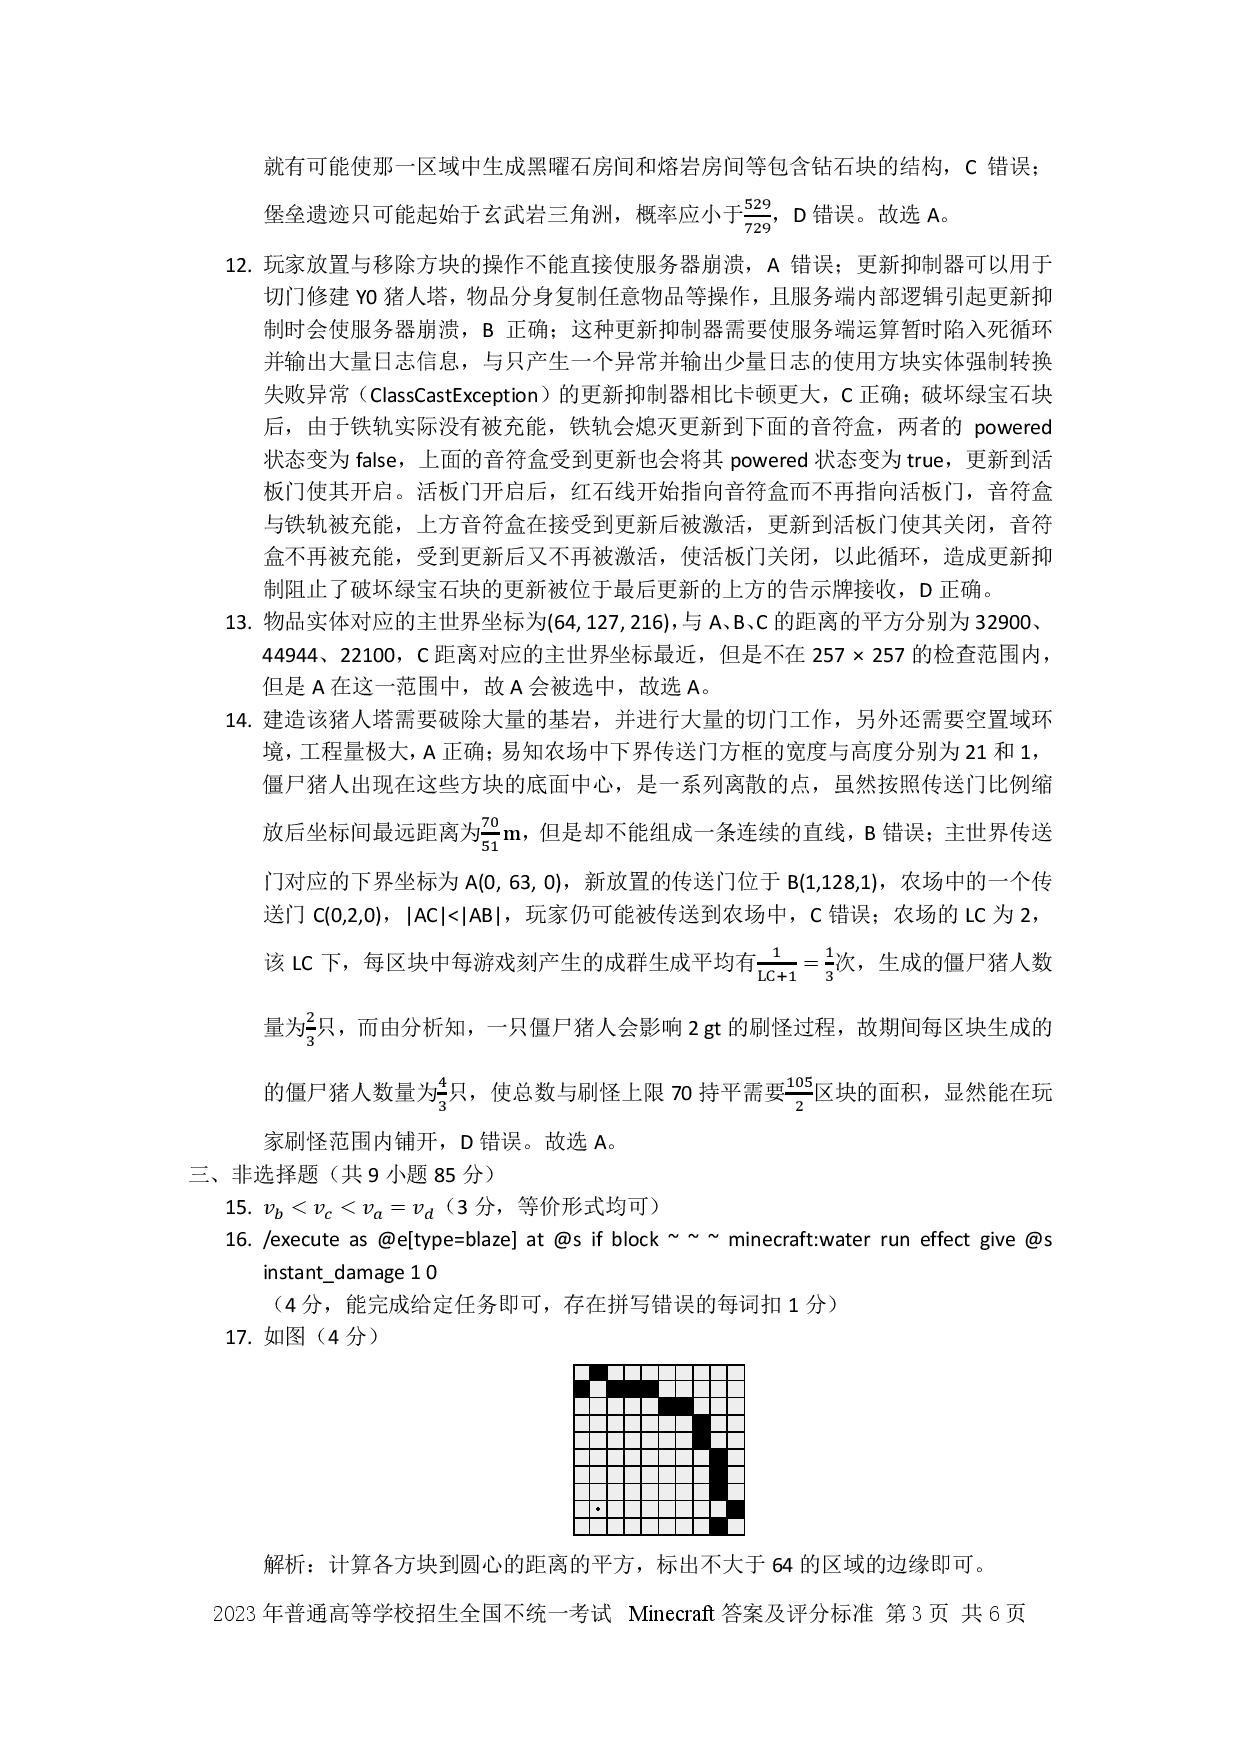 就有可能使那一区域中生成黑曜石房间和熔岩房间等包含钻石块的结构，C 错误；
堡垒遗迹只可能起始于玄武岩三角洲，概率应小于529/729，D 错误。故选 A。
12. 玩家放置与移除方块的操作不能直接使服务器崩溃，A 错误；更新抑制器可以用于
切门修建 Y0 猪人塔，物品分身复制任意物品等操作，且服务端内部逻辑引起更新抑
制时会使服务器崩溃，B 正确；这种更新抑制器需要使服务端运算暂时陷入死循环
并输出大量日志信息，与只产生一个异常并输出少量日志的使用方块实体强制转换
失败异常（ClassCastException）的更新抑制器相比卡顿更大，C 正确；破坏绿宝石块
后，由于铁轨实际没有被充能，铁轨会熄灭更新到下面的音符盒，两者的 powered
状态变为 false，上面的音符盒受到更新也会将其 powered 状态变为 true，更新到活
板门使其开启。活板门开启后，红石线开始指向音符盒而不再指向活板门，音符盒
与铁轨被充能，上方音符盒在接受到更新后被激活，更新到活板门使其关闭，音符
盒不再被充能，受到更新后又不再被激活，使活板门关闭，以此循环，造成更新抑
制阻止了破坏绿宝石块的更新被位于最后更新的上方的告示牌接收，D 正确。
13. 物品实体对应的主世界坐标为(64, 127, 216)，与 A、B、C 的距离的平方分别为 32900、
44944、22100，C 距离对应的主世界坐标最近，但是不在 257 × 257 的检查范围内，
但是 A 在这一范围中，故 A 会被选中，故选 A。
14. 建造该猪人塔需要破除大量的基岩，并进行大量的切门工作，另外还需要空置域环
境，工程量极大，A 正确；易知农场中下界传送门方框的宽度与高度分别为 21 和 1，
僵尸猪人出现在这些方块的底面中心，是一系列离散的点，虽然按照传送门比例缩
放后坐标间最远距离为70/51 m，但是却不能组成一条连续的直线，B 错误；主世界传送
门对应的下界坐标为 A(0, 63, 0)，新放置的传送门位于 B(1,128,1)，农场中的一个传
送门 C(0,2,0)，|AC|<|AB|，玩家仍可能被传送到农场中，C 错误；农场的 LC 为 2，
该 LC 下，每区块中每游戏刻产生的成群生成平均有1/(LC+1) = 1/3次，生成的僵尸猪人数
量为2/3只，而由分析知，一只僵尸猪人会影响 2 gt 的刷怪过程，故期间每区块生成的
的僵尸猪人数量为4/3只，使总数与刷怪上限 70 持平需要105/2区块的面积，显然能在玩
家刷怪范围内铺开，D 错误。故选 A。
三、非选择题（共 9 小题 85 分）
15. v_b < v_c < v_a = v_d（3 分，等价形式均可）
16. /execute as @e[type=blaze] at @s if block ~ ~ ~ minecraft:water run effect give @s
instant_damage 1 0
（4 分，能完成给定任务即可，存在拼写错误的每词扣 1 分）
17. 如图（4 分）
解析：计算各方块到圆心的距离的平方，标出不大于 64 的区域的边缘即可。
2023 年普通高等学校招生全国不统一考试 Minecraft 答案及评分标准 第 3 页 共 6 页